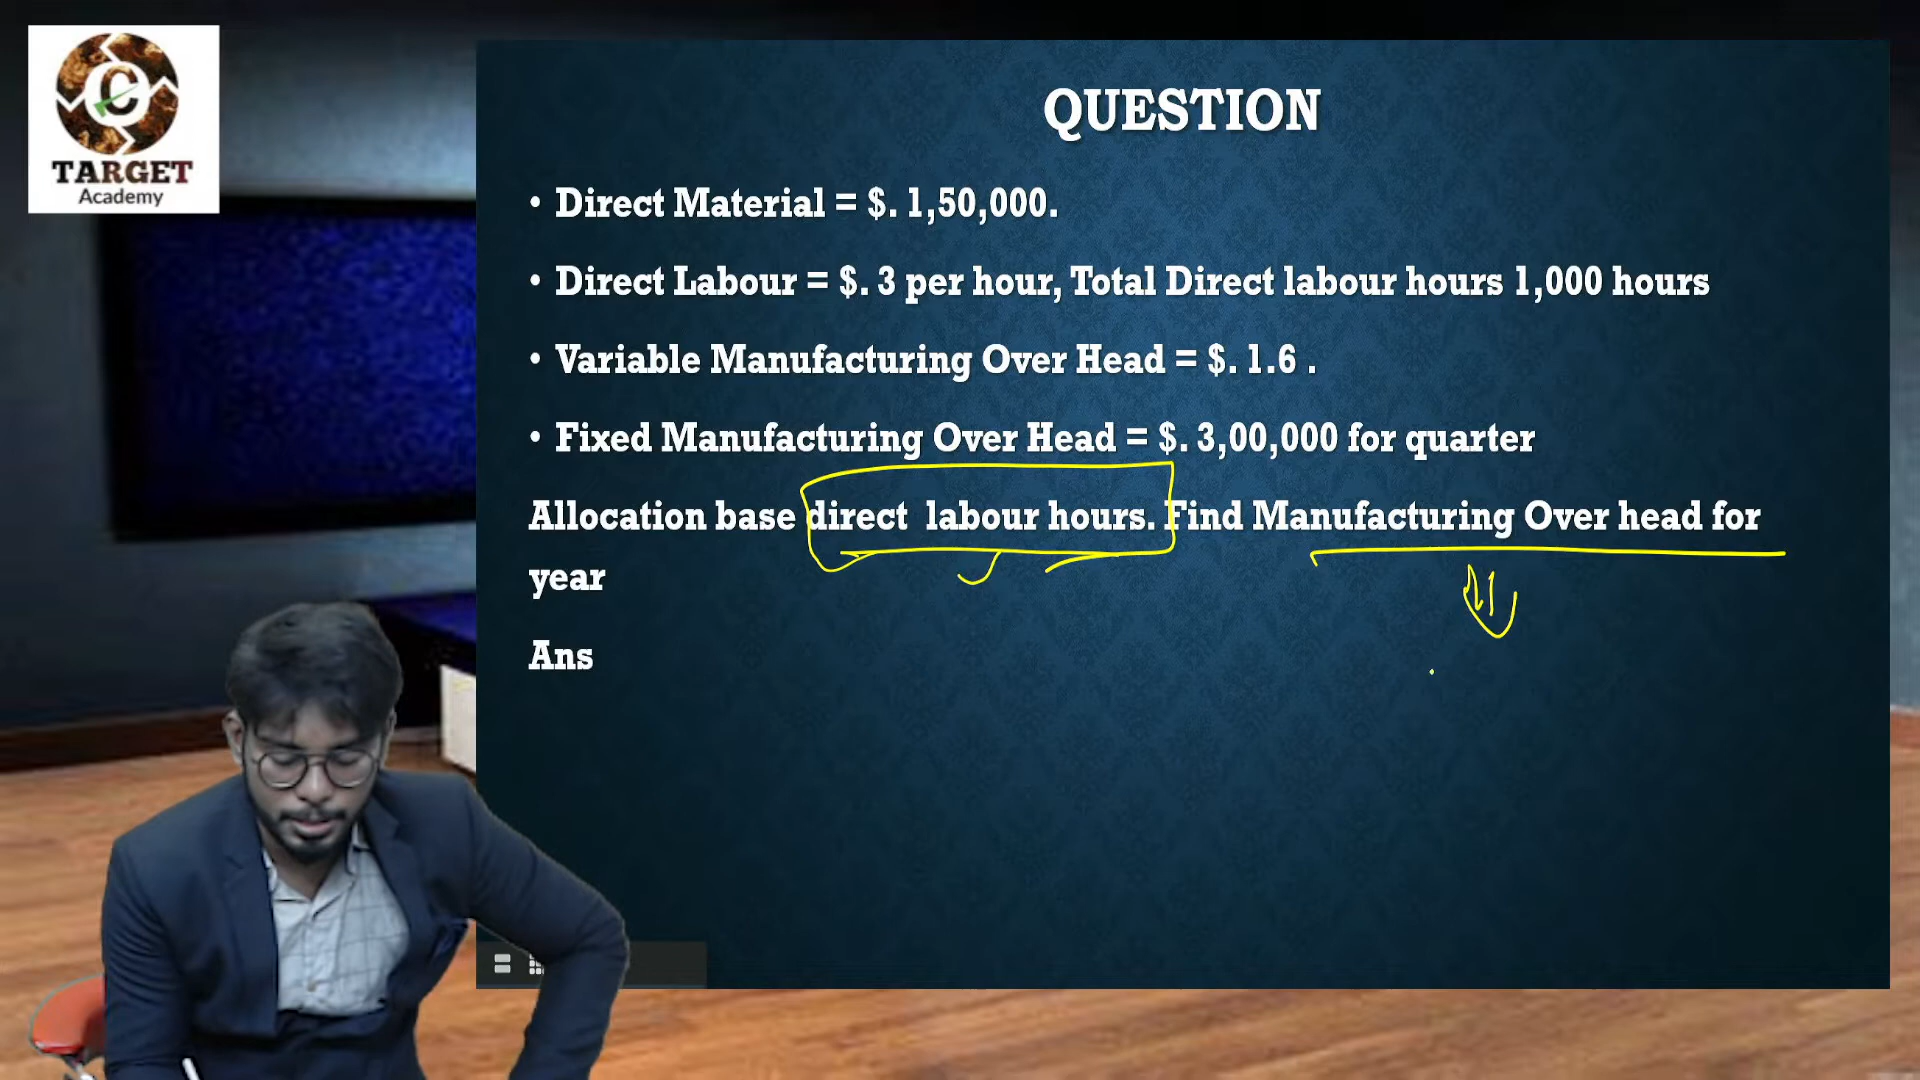 TARGET
Academy
QUESTION
• Direct Material = $. 1,50,000.
• Direct Labour = $. 3 per hour, Total Direct labour hours 1,000 hours
• Variable Manufacturing Over Head = $. 1.6 .
• Fixed Manufacturing Over Head = $. 3,00,000 for quarter
Allocation base direct labour hours. Find Manufacturing Over head for
year
Ans